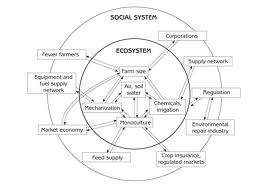 SOCIAL SYSTEM
Corporations
ECOSYSTEM
Fewer farmers
Supply network
Farm size
Equipment and
fuel supply
network
Air, soil
water
Regulation
Mechanization
Chemicals,
irrigation
Market economy
Monoculture
Environmental
repair industry
Feed supply
Crop insurance,
regulated markets